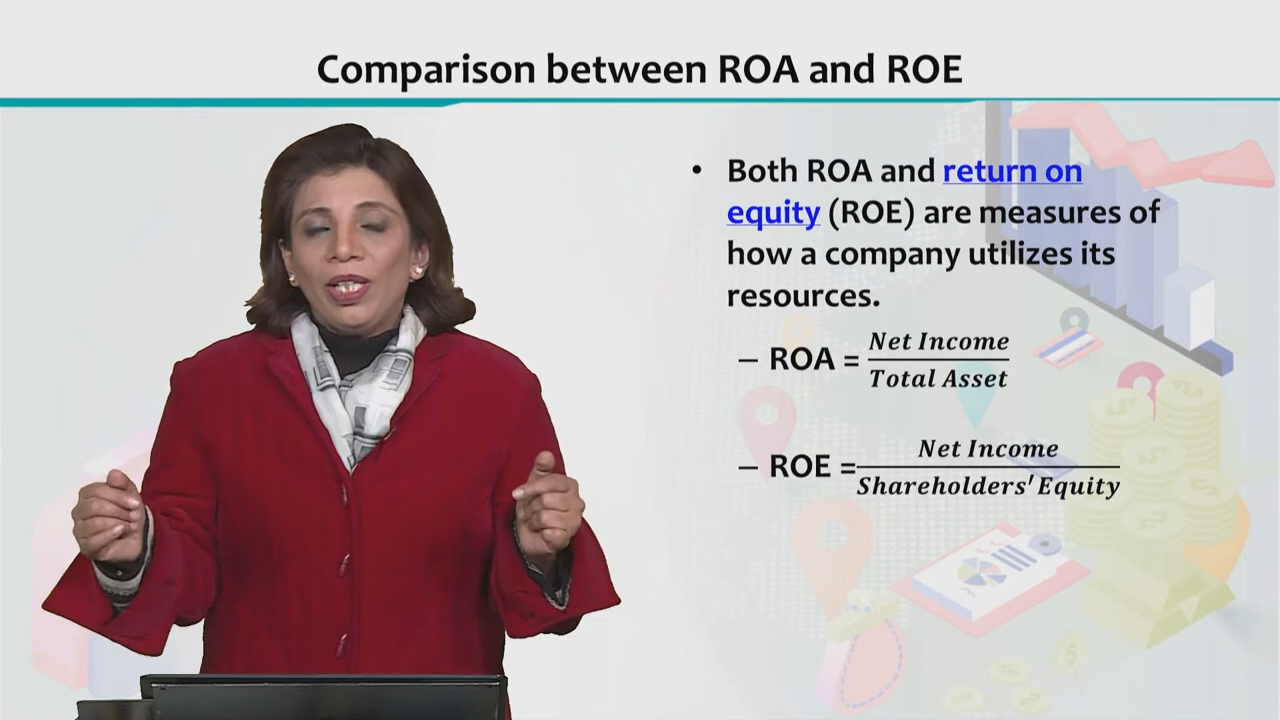 Comparison between ROA and ROE
• Both ROA and return on
equity (ROE) are measures of
how a company utilizes its
resources.
– ROA = Net Income
Total Asset
– ROE = Net Income
Shareholders' Equity